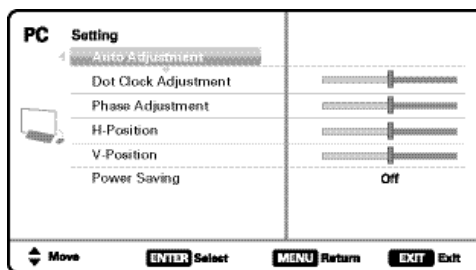 PC Setting
Auto Adjustment
Dot Clock Adjustment
Phase Adjustment
H-Position
V-Position
Power Saving Off
Move ENTER Select MENU Return EXIT Exit